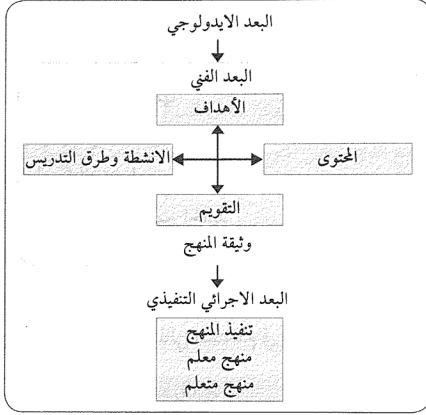 البعد الايدولوجي
البعد الفني
الأهداف
المحتوى
الانشطة وطرق التدريس
التقويم
وثيقة المنهج
البعد الاجرائي التنفيذي
تنفيذ المنهج
منهج معلم
منهج متعلم